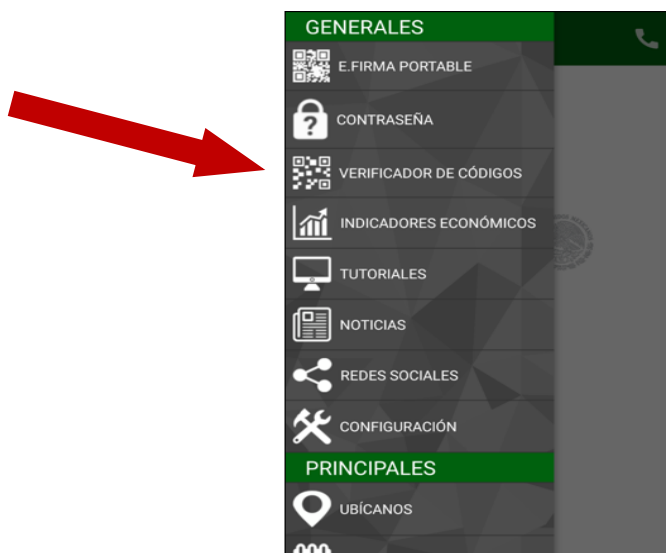 GENERALES
E.FIRMA PORTABLE
CONTRASEÑA
VERIFICADOR DE CÓDIGOS
INDICADORES ECONÓMICOS
TUTORIALES
NOTICIAS
REDES SOCIALES
CONFIGURACIÓN
PRINCIPALES
UBÍCANOS